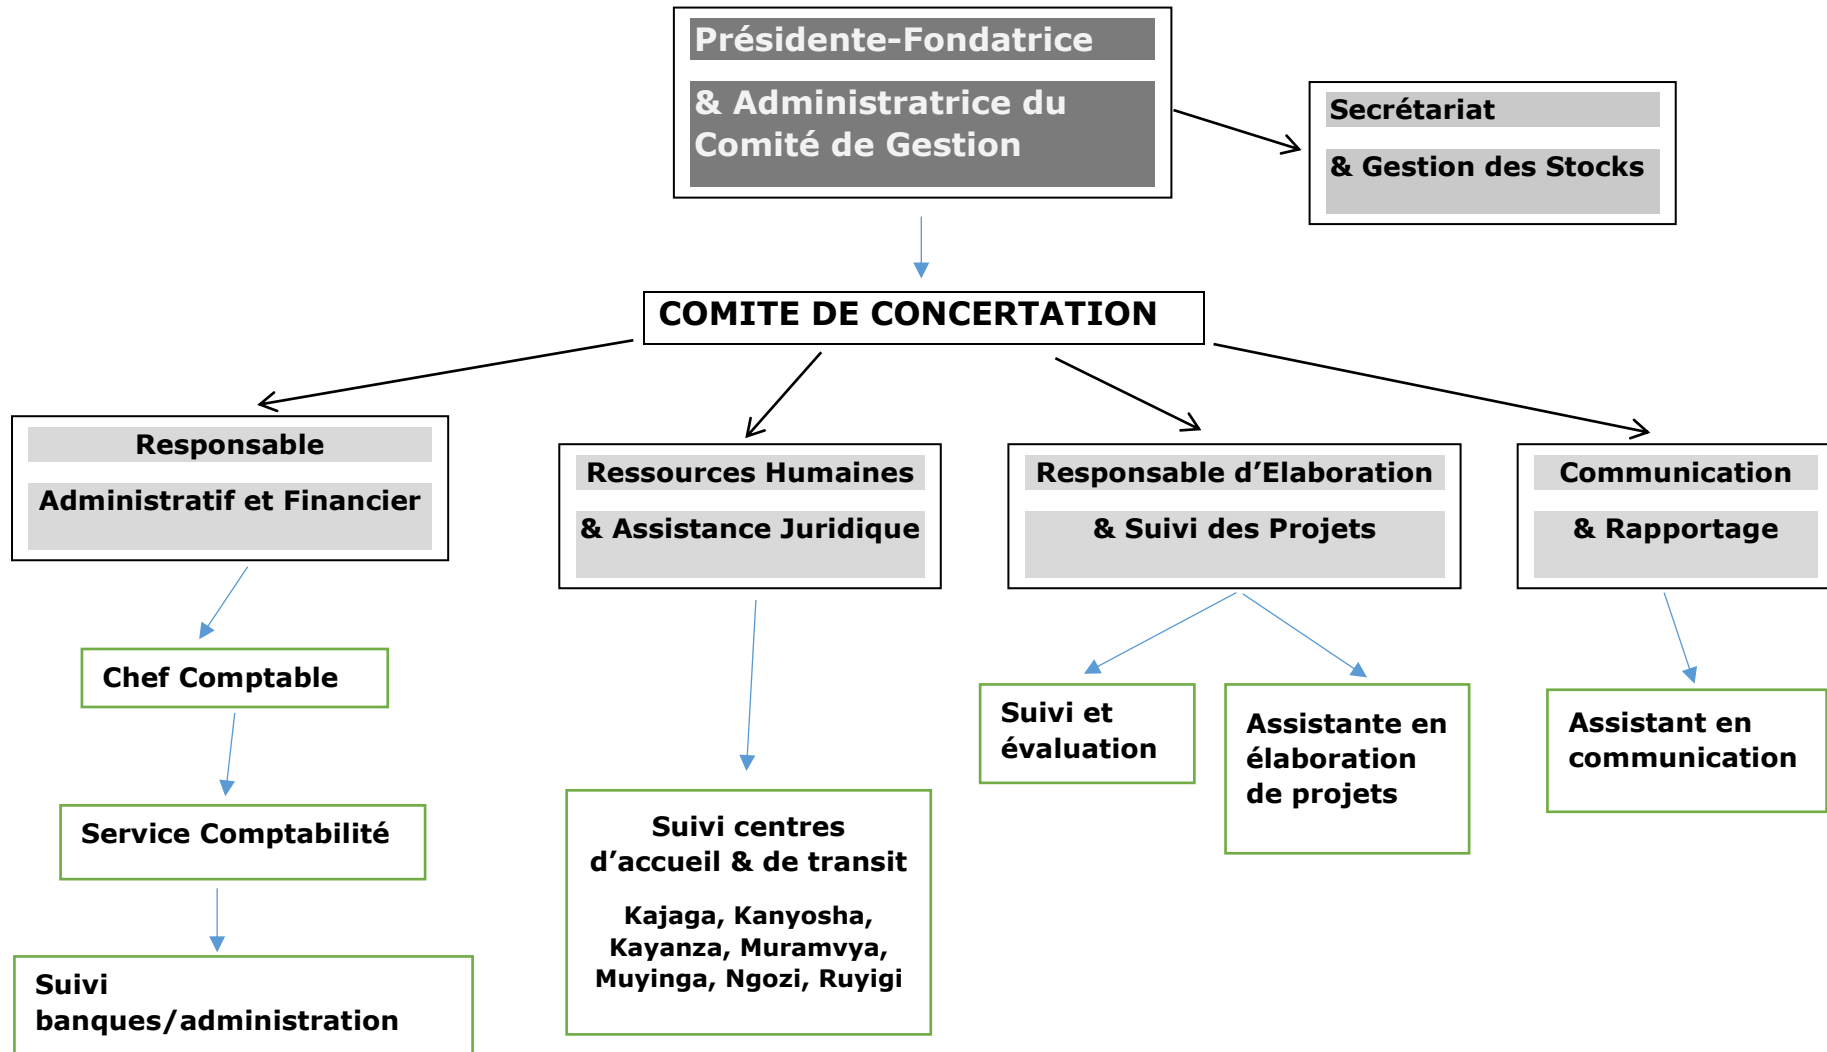 Présidente-Fondatrice
& Administratrice du
Comité de Gestion
Secrétariat
& Gestion des Stocks
COMITE DE CONCERTATION
Responsable
Administratif et Financier
Ressources Humaines
& Assistance Juridique
Responsable d’Elaboration
& Suivi des Projets
Communication
& Rapportage
Chef Comptable
Service Comptabilité
Suivi
banques/administration
Suivi centres
d’accueil & de transit
Kajaga, Kanyosha,
Kayanza, Muramvya,
Muyinga, Ngozi, Ruyigi
Suivi et
évaluation
Assistante en
élaboration
de projets
Assistant en
communication